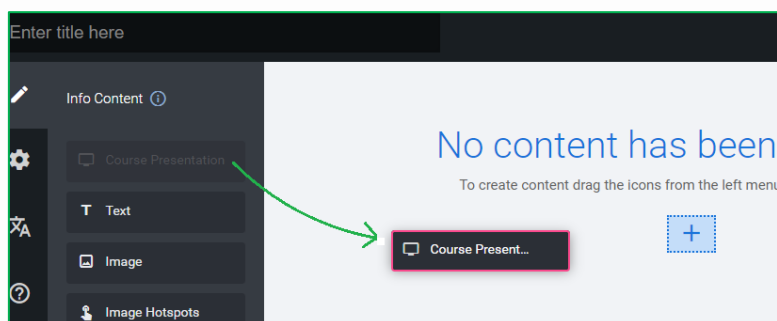 Enter title here
Info Content
Course Presentation
Text
Image
Image Hotspots
No content has been
To create content drag the icons from the left menu
Course Present...